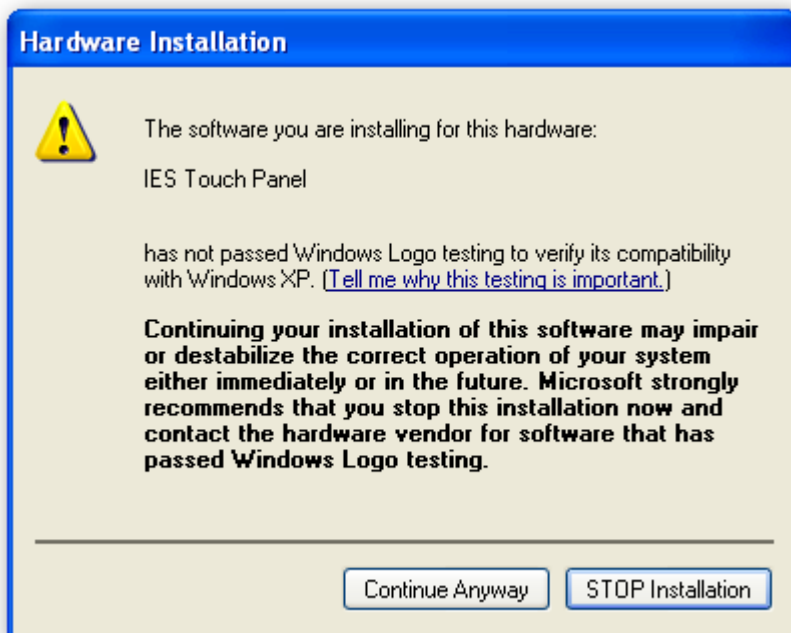 Hardware Installation
The software you are installing for this hardware:
IES Touch Panel
has not passed Windows Logo testing to verify its compatibility
with Windows XP. (Tell me why this testing is important.)
Continuing your installation of this software may impair
or destabilize the correct operation of your system
either immediately or in the future. Microsoft strongly
recommends that you stop this installation now and
contact the hardware vendor for software that has
passed Windows Logo testing.
Continue Anyway STOP Installation